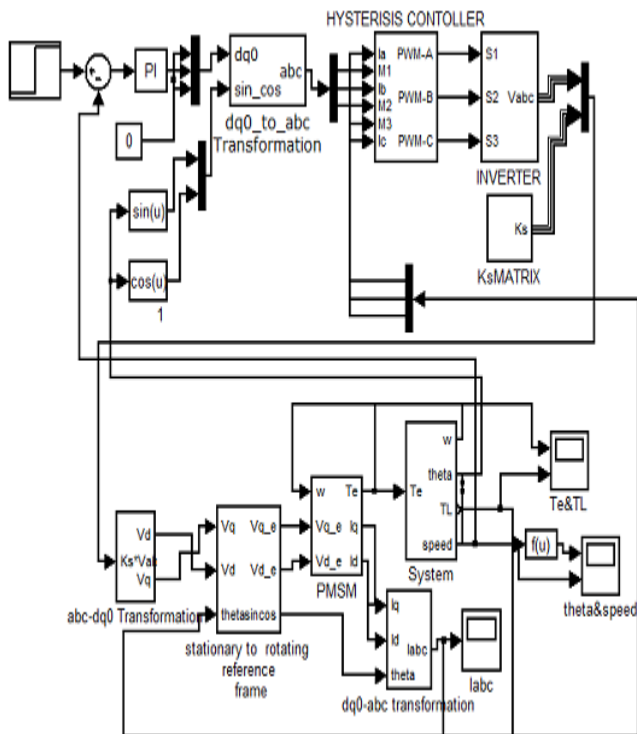 HYSTERISIS CONTOLLER
PI
dq0
sin_cos
abc
dq0_to_abc
Transformation
0
sin(u)
cos(u)
1
Ia
M1
Ib
M2
M3
Ic
PWM-A
PWM-B
PWM-C
S1
S2
S3
Vabc
INVERTER
Ks
KsMATRIX
Ks*Vab
Vd
Vq
abc-dq0 Transformation
Vq
Vd
thetasincos
Vq_e
Vd_e
stationary to rotating
reference
frame
w
Vq_e
Vd_e
Te
Iq
Id
PMSM
Te
w
theta
TL
speed
System
Iq
Id
theta
Iabc
dq0-abc transformation
Te&TL
f(u)
theta&speed
Iabc